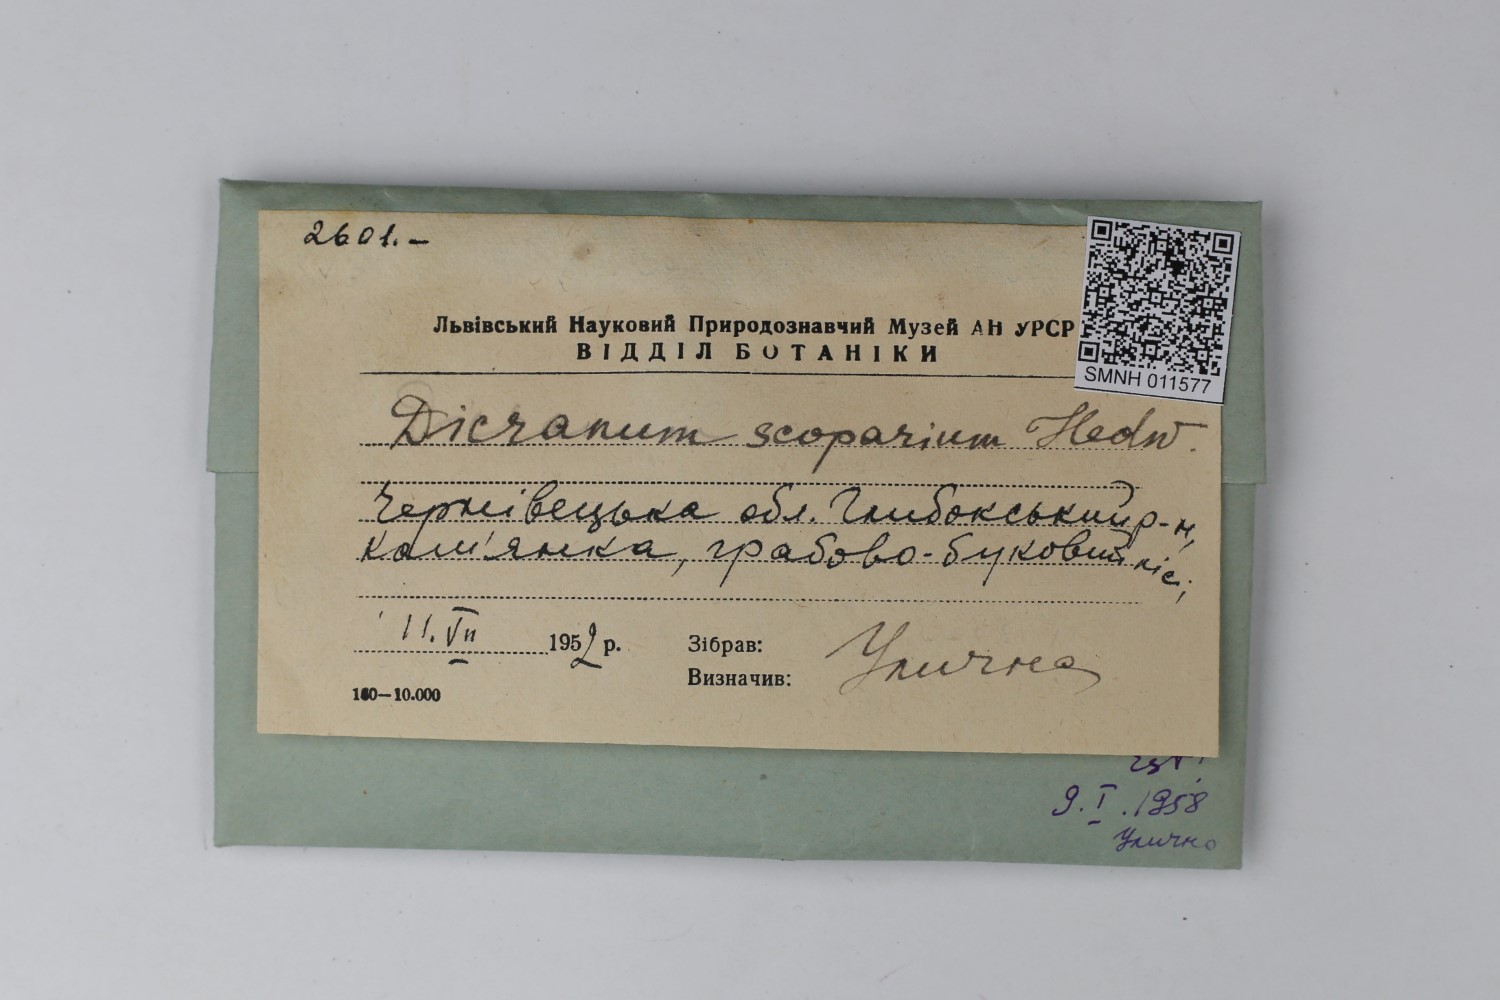 2601.-
Львівський Науковий Природознавчий Музей АН УРСР
ВІДДІЛ БОТАНІКИ
SMNH 011577
Dicranum scoparium Hedw.
Чернівецька обл. Глибокський р-н,
Кам'янка, грабово-буковий ліс;
11.VII 1952 р.
Зібрав:
Визначив:
Улична
160—10.000
9.I.1958
Улична